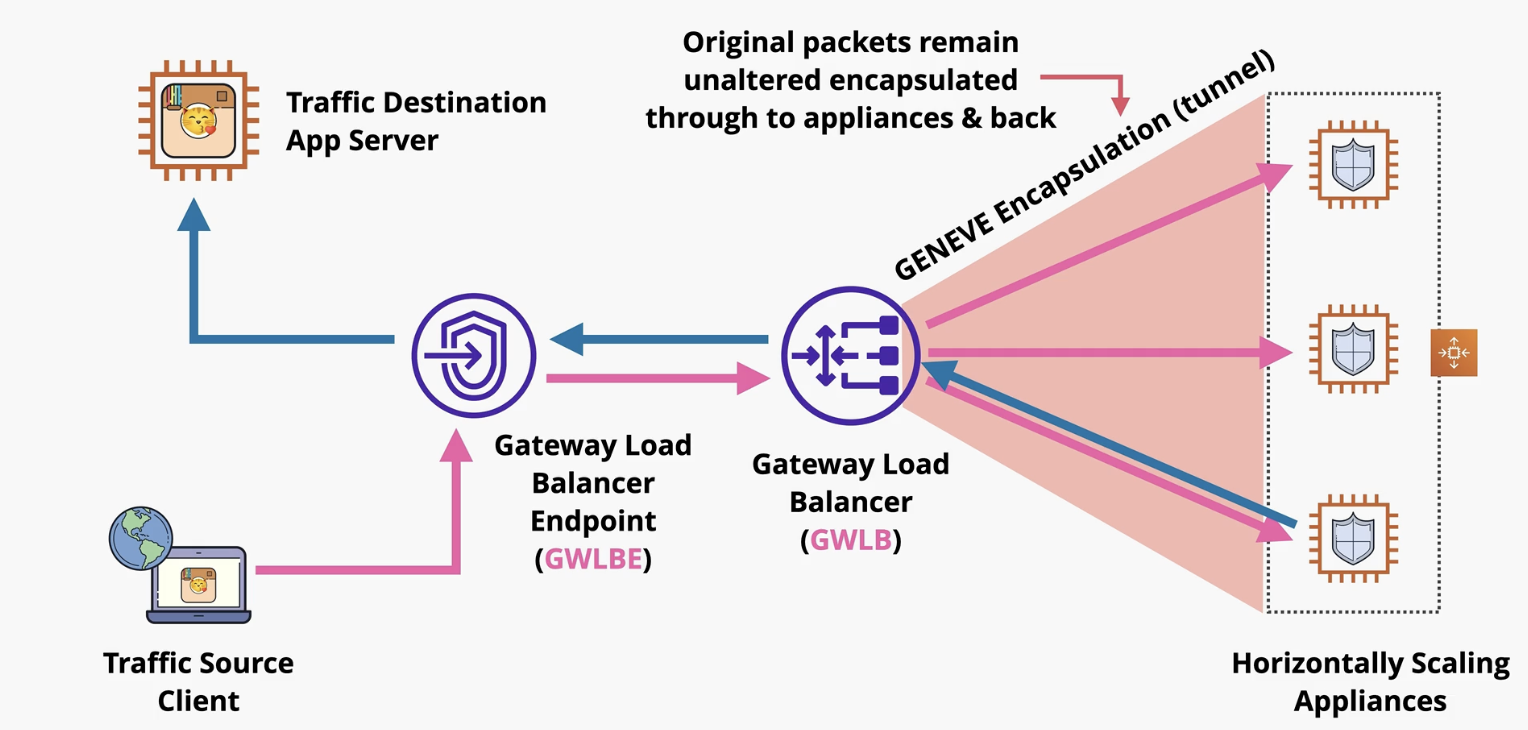 Original packets remain
unaltered encapsulated
through to appliances & back
Traffic Destination
App Server
GENEVE Encapsulation (tunnel)
Gateway Load
Balancer
Endpoint
(GWLBE)
Gateway Load
Balancer
(GWLB)
Traffic Source
Client
Horizontally Scaling
Appliances